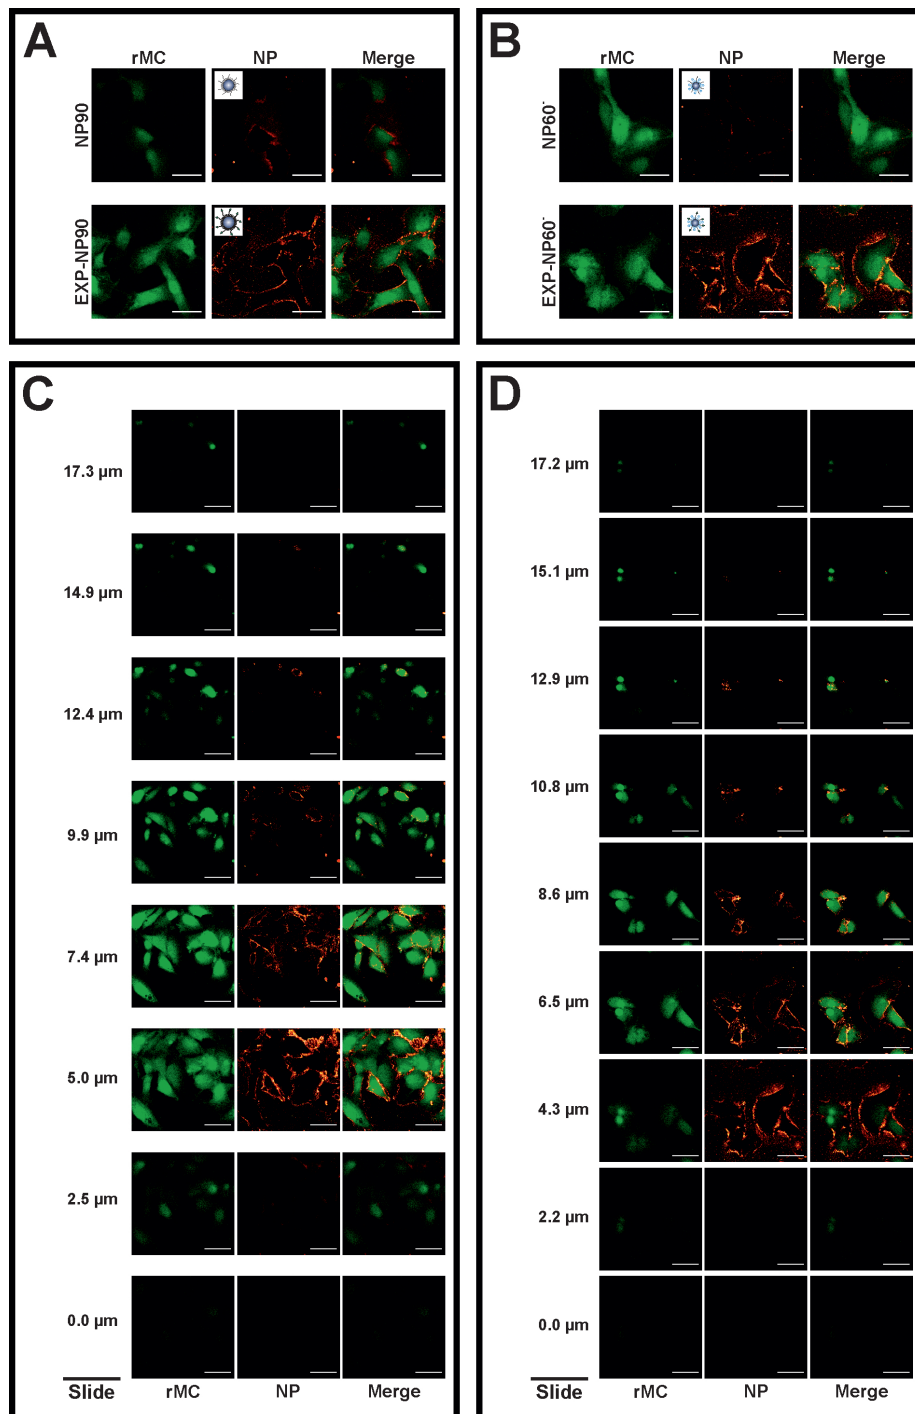 A
rMC NP Merge
NP90
EXP-NP90
B
rMC NP Merge
NP60-
EXP-NP60-
C
17.3 µm
14.9 µm
12.4 µm
9.9 µm
7.4 µm
5.0 µm
2.5 µm
0.0 µm
Slide rMC NP Merge
D
17.2 µm
15.1 µm
12.9 µm
10.8 µm
8.6 µm
6.5 µm
4.3 µm
2.2 µm
0.0 µm
Slide rMC NP Merge